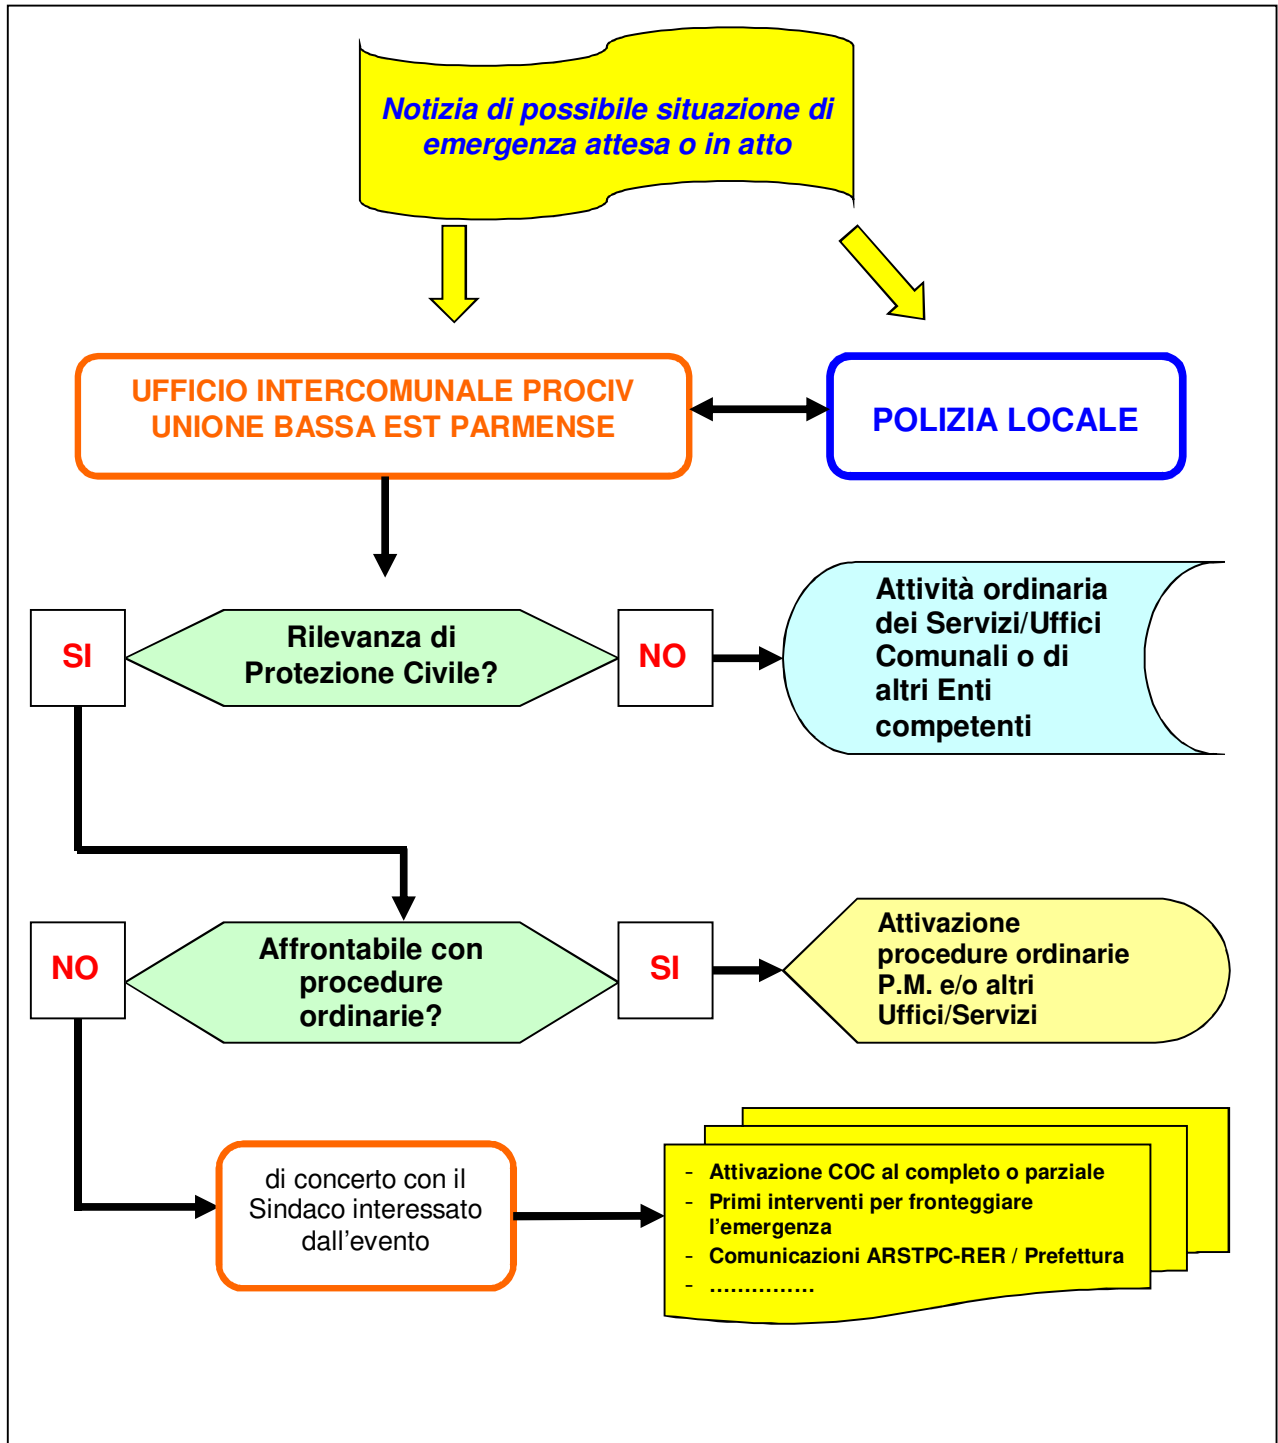 Notizia di possibile situazione di
emergenza attesa o in atto
UFFICIO INTERCOMUNALE PROCIV
UNIONE BASSA EST PARMENSE
POLIZIA LOCALE
SI
Rilevanza di
Protezione Civile?
NO
Attività ordinaria
dei Servizi/Uffici
Comunali o di
altri Enti
competenti
NO
Affrontabile con
procedure
ordinarie?
SI
Attivazione
procedure ordinarie
P.M. e/o altri
Uffici/Servizi
di concerto con il
Sindaco interessato
dall'evento
- Attivazione COC al completo o parziale
- Primi interventi per fronteggiare
l'emergenza
- Comunicazioni ARSTPC-RER / Prefettura
- ...............